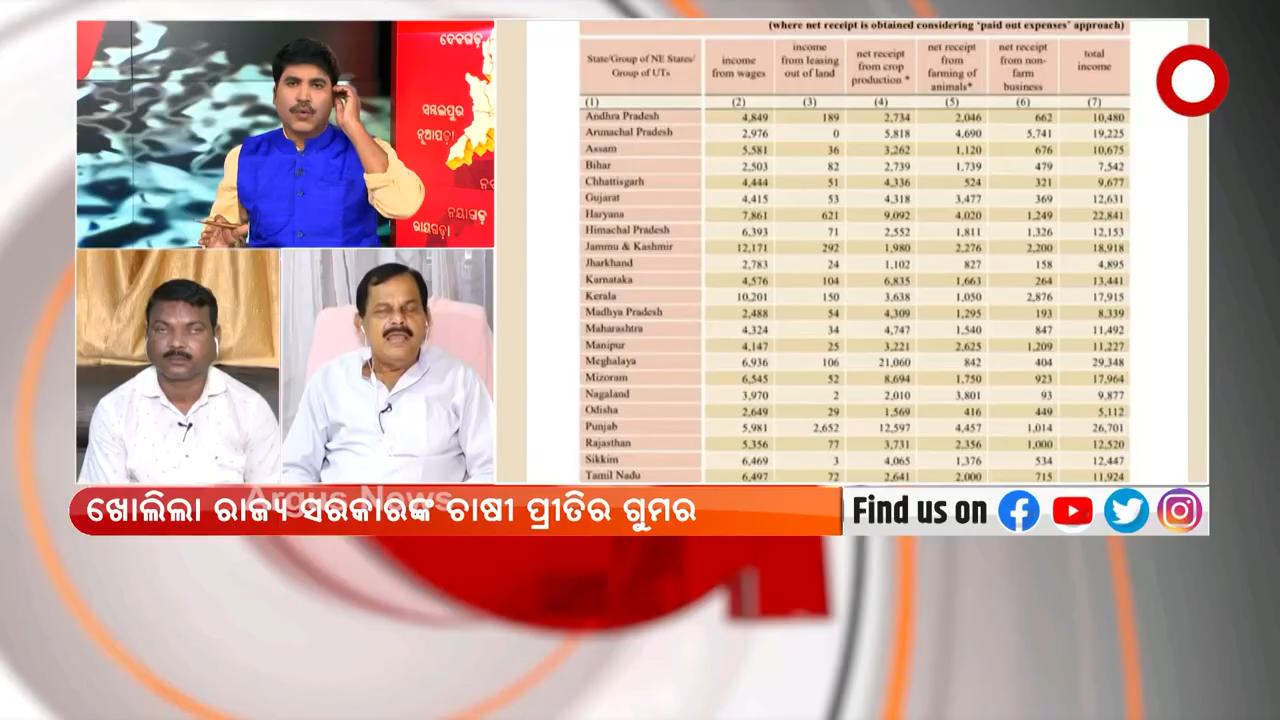 ଦେବଗଡ଼
ସମ୍ବଲପୁର
ନୂଆପଡ଼ା
ନୟାଗଡ଼
ରାୟଗଡ଼ା
(where net receipt is obtained considering ‘paid out expenses’ approach)
State/Group of NE States/ Group of UTs | income from wages | income from leasing out of land | net receipt from crop production * | net receipt from farming of animals* | net receipt from non-farm business | total income
(1) (2) (3) (4) (5) (6) (7)
Andhra Pradesh 4,849 189 2,734 2,046 662 10,480
Arunachal Pradesh 2,976 0 5,818 4,690 5,741 19,225
Assam 5,581 36 3,262 1,120 676 10,675
Bihar 2,503 82 2,739 1,739 479 7,542
Chhattisgarh 4,444 51 4,336 524 321 9,677
Gujarat 4,415 53 4,318 3,477 369 12,631
Haryana 7,861 621 9,092 4,020 1,249 22,841
Himachal Pradesh 6,393 71 2,552 1,811 1,326 12,153
Jammu & Kashmir 12,171 292 1,980 2,276 2,200 18,918
Jharkhand 2,783 24 1,102 827 158 4,895
Karnataka 4,576 104 6,835 1,663 264 13,441
Kerala 10,201 150 3,638 1,050 2,876 17,915
Madhya Pradesh 2,488 54 4,309 1,295 193 8,339
Maharashtra 4,324 34 4,747 1,540 847 11,492
Manipur 4,147 25 3,221 2,625 1,209 11,227
Meghalaya 6,936 106 21,060 842 404 29,348
Mizoram 6,545 52 8,694 1,750 923 17,964
Nagaland 3,970 2 2,010 3,801 93 9,877
Odisha 2,649 29 1,569 416 449 5,112
Punjab 5,981 2,652 12,597 4,457 1,014 26,701
Rajasthan 5,356 77 3,731 2,356 1,000 12,520
Sikkim 6,469 3 4,065 1,376 534 12,447
Tamil Nadu 6,497 72 2,641 2,000 715 11,924
Argus News
ଖୋଲିଲା ରାଜ୍ୟ ସରକାରଙ୍କ ଚାଷୀ ପ୍ରୀତିର ଗୁମର
Find us on